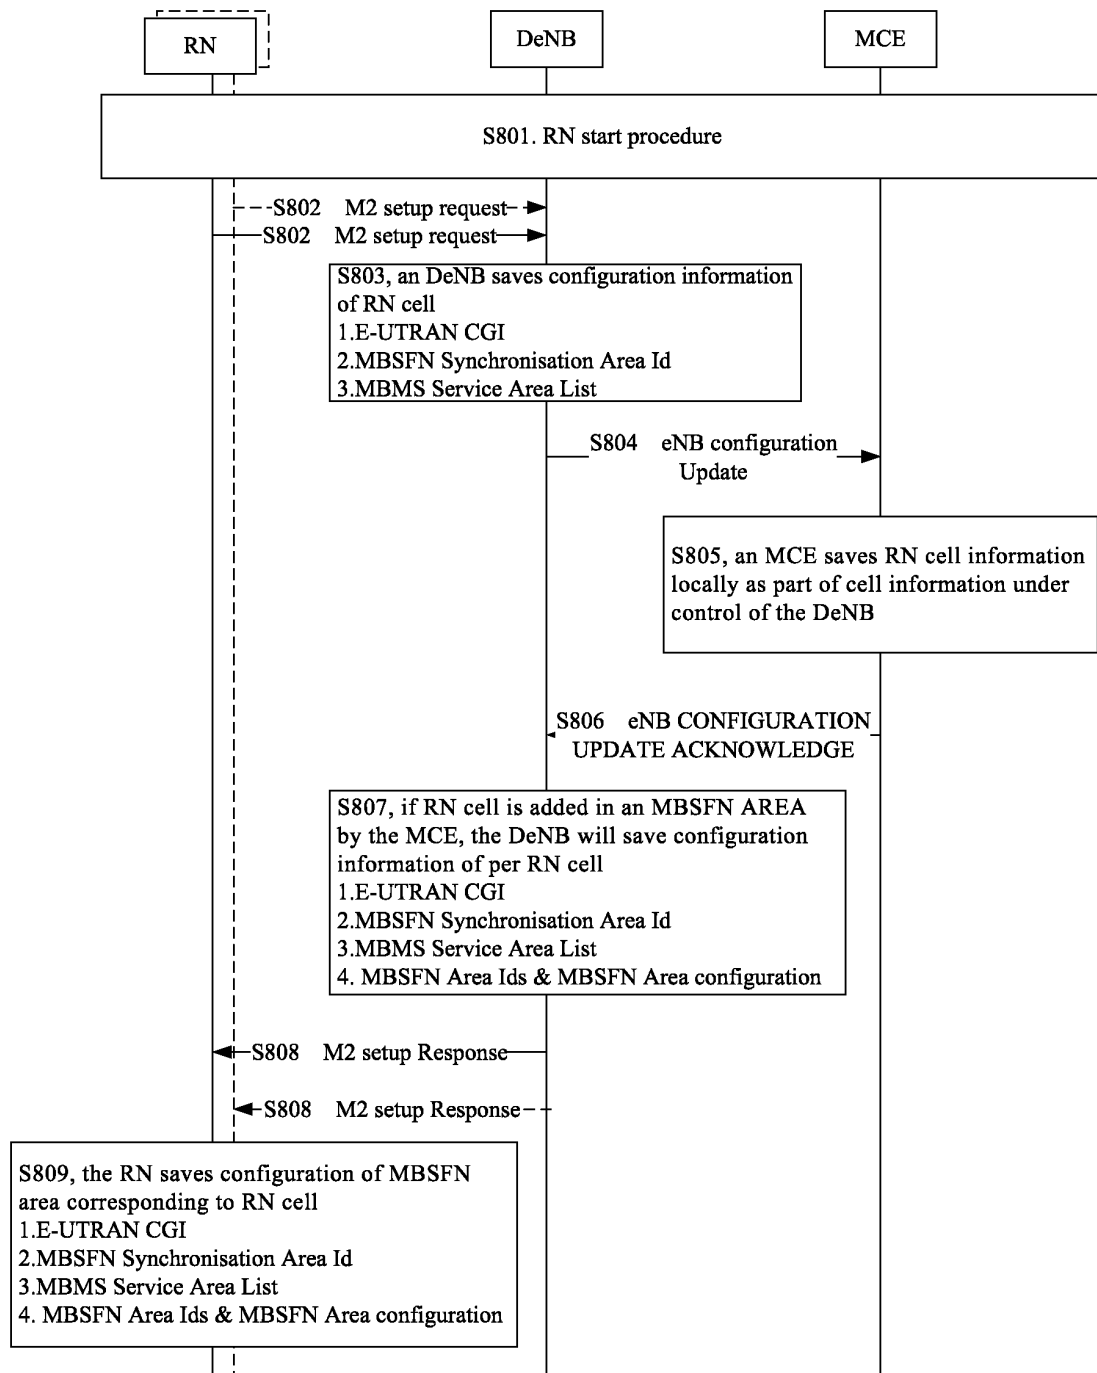 RN
DeNB
MCE
S801. RN start procedure
S802 M2 setup request
S802 M2 setup request
S803, an DeNB saves configuration information
of RN cell
1.E-UTRAN CGI
2.MBSFN Synchronisation Area Id
3.MBMS Service Area List
S804 eNB configuration
Update
S805, an MCE saves RN cell information
locally as part of cell information under
control of the DeNB
S806 eNB CONFIGURATION
UPDATE ACKNOWLEDGE
S807, if RN cell is added in an MBSFN AREA
by the MCE, the DeNB will save configuration
information of per RN cell
1.E-UTRAN CGI
2.MBSFN Synchronisation Area Id
3.MBMS Service Area List
4. MBSFN Area Ids & MBSFN Area configuration
S808 M2 setup Response
S808 M2 setup Response
S809, the RN saves configuration of MBSFN
area corresponding to RN cell
1.E-UTRAN CGI
2.MBSFN Synchronisation Area Id
3.MBMS Service Area List
4. MBSFN Area Ids & MBSFN Area configuration